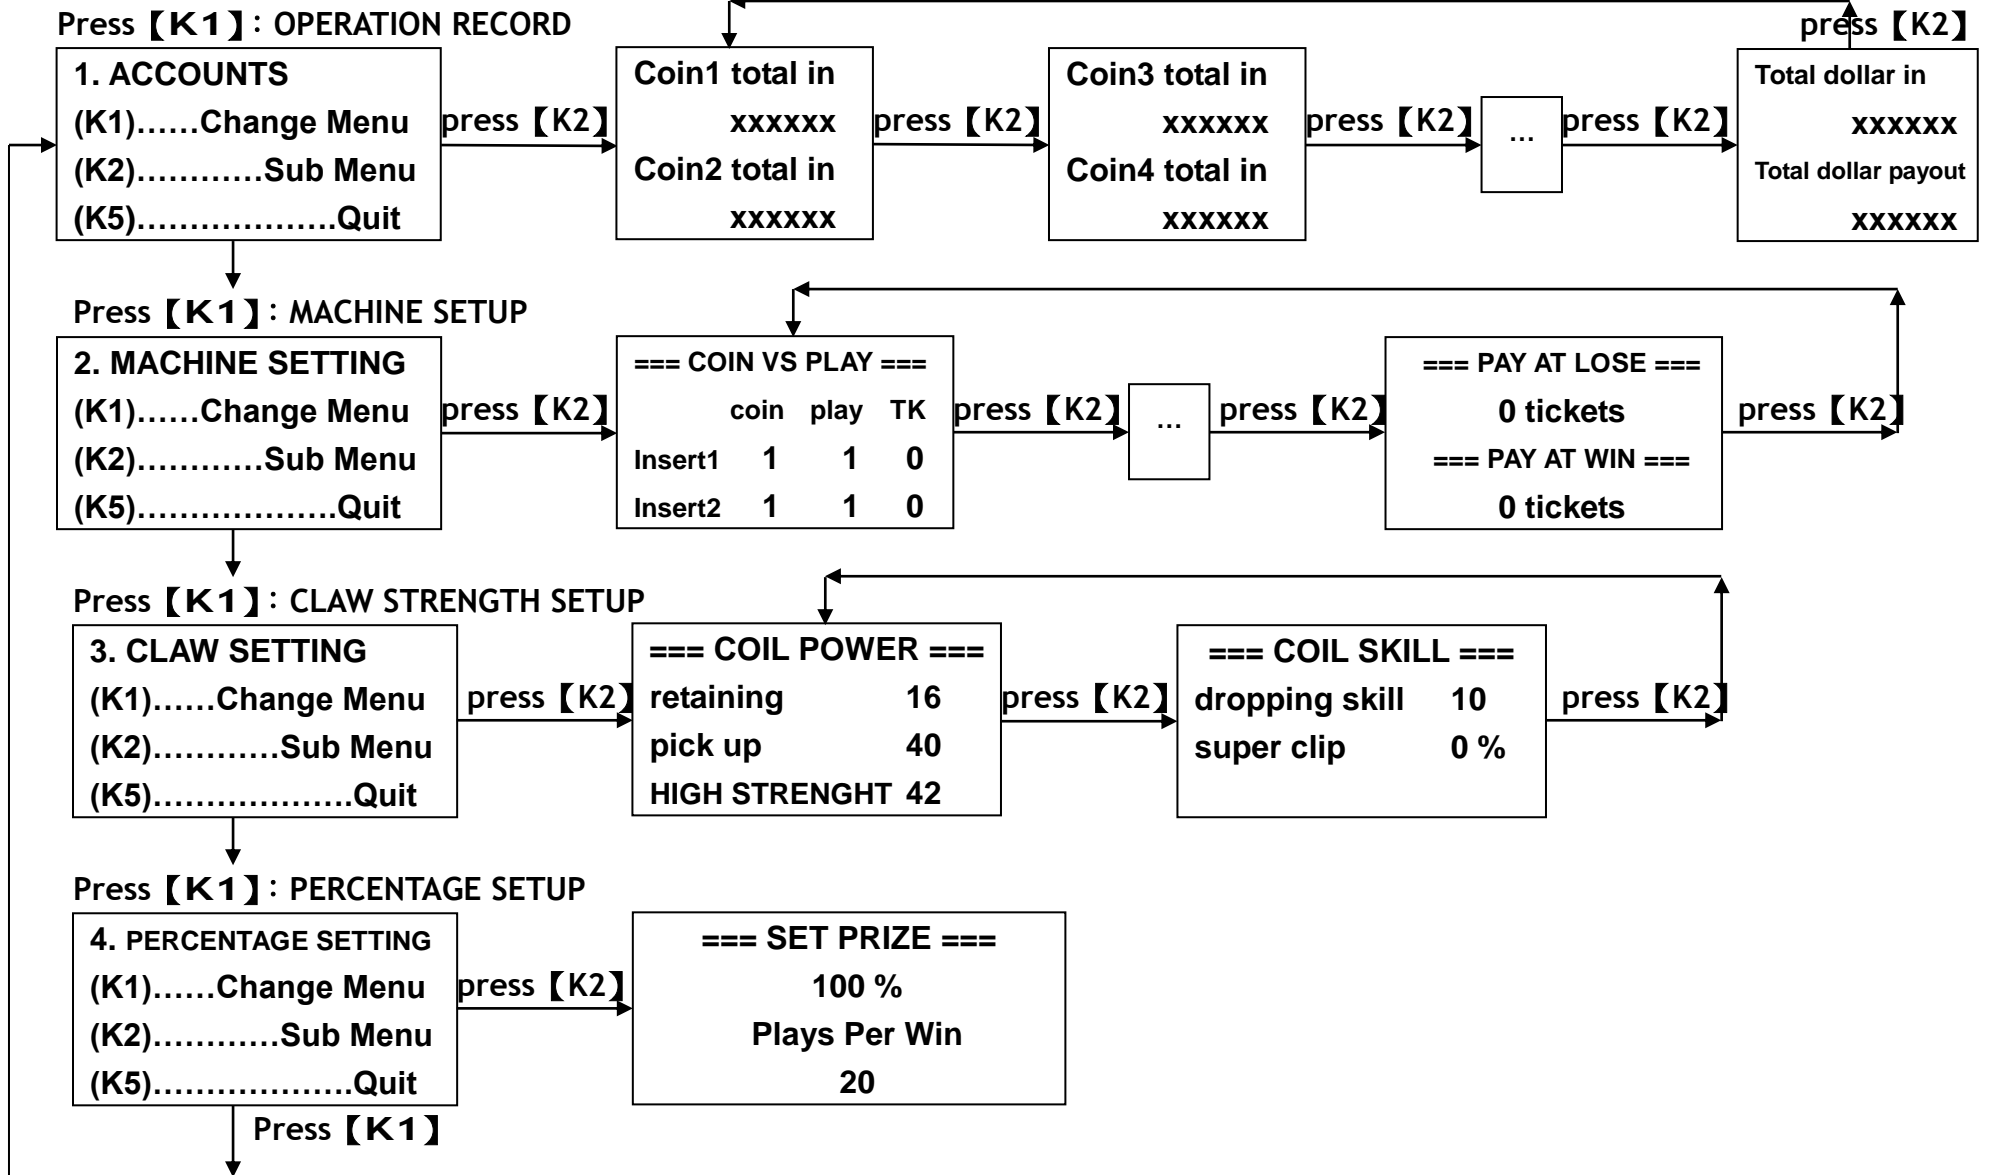 Press【K1】: OPERATION RECORD
press【K2】
1. ACCOUNTS
(K1)……Change Menu
(K2)…………Sub Menu
(K5)……………….Quit
press【K2】
Coin1 total in
xxxxxx
Coin2 total in
xxxxxx
press【K2】
Coin3 total in
xxxxxx
Coin4 total in
xxxxxx
press【K2】
…
press【K2】
Total dollar in
xxxxxx
Total dollar payout
xxxxxx
Press【K1】: MACHINE SETUP
2. MACHINE SETTING
(K1)……Change Menu
(K2)…………Sub Menu
(K5)……………….Quit
press【K2】
=== COIN VS PLAY ===
coin play TK
Insert1 1 1 0
Insert2 1 1 0
press【K2】
…
press【K2】
=== PAY AT LOSE ===
0 tickets
=== PAY AT WIN ===
0 tickets
press【K2】
Press【K1】: CLAW STRENGTH SETUP
3. CLAW SETTING
(K1)……Change Menu
(K2)…………Sub Menu
(K5)……………….Quit
press【K2】
=== COIL POWER ===
retaining 16
pick up 40
HIGH STRENGHT 42
press【K2】
=== COIL SKILL ===
dropping skill 10
super clip 0 %
press【K2】
Press【K1】: PERCENTAGE SETUP
4. PERCENTAGE SETTING
(K1)……Change Menu
(K2)…………Sub Menu
(K5)……………….Quit
press【K2】
=== SET PRIZE ===
100 %
Plays Per Win
20
Press【K1】